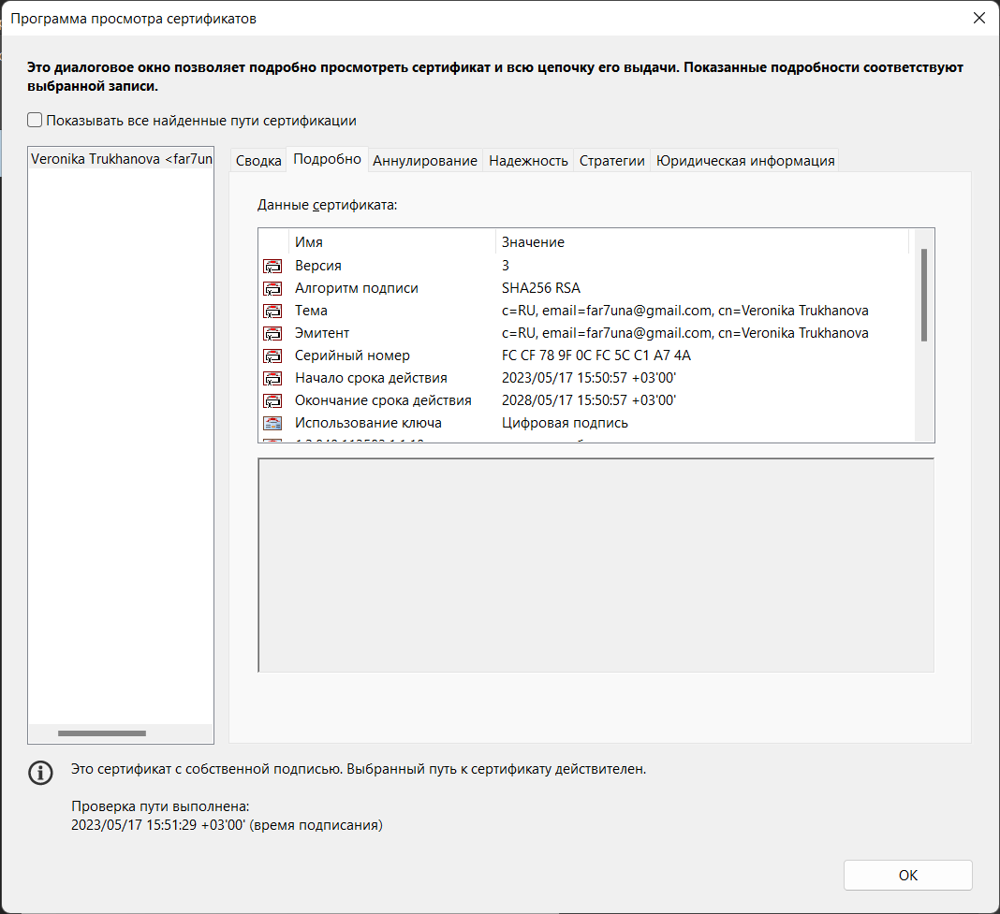 Программа просмотра сертификатов
Это диалоговое окно позволяет подробно просмотреть сертификат и всю цепочку его выдачи. Показанные подробности соответствуют
выбранной записи.
Показывать все найденные пути сертификации
Veronika Trukhanova <far7un
Сводка Подробно Аннулирование Надежность Стратегии Юридическая информация
Данные сертификата:
Имя Значение
Версия 3
Алгоритм подписи SHA256 RSA
Тема c=RU, email=far7una@gmail.com, cn=Veronika Trukhanova
Эмитент c=RU, email=far7una@gmail.com, cn=Veronika Trukhanova
Серийный номер FC CF 78 9F 0C FC 5C C1 A7 4A
Начало срока действия 2023/05/17 15:50:57 +03'00'
Окончание срока действия 2028/05/17 15:50:57 +03'00'
Использование ключа Цифровая подпись
Это сертификат с собственной подписью. Выбранный путь к сертификату действителен.
Проверка пути выполнена:
2023/05/17 15:51:29 +03'00' (время подписания)
OK